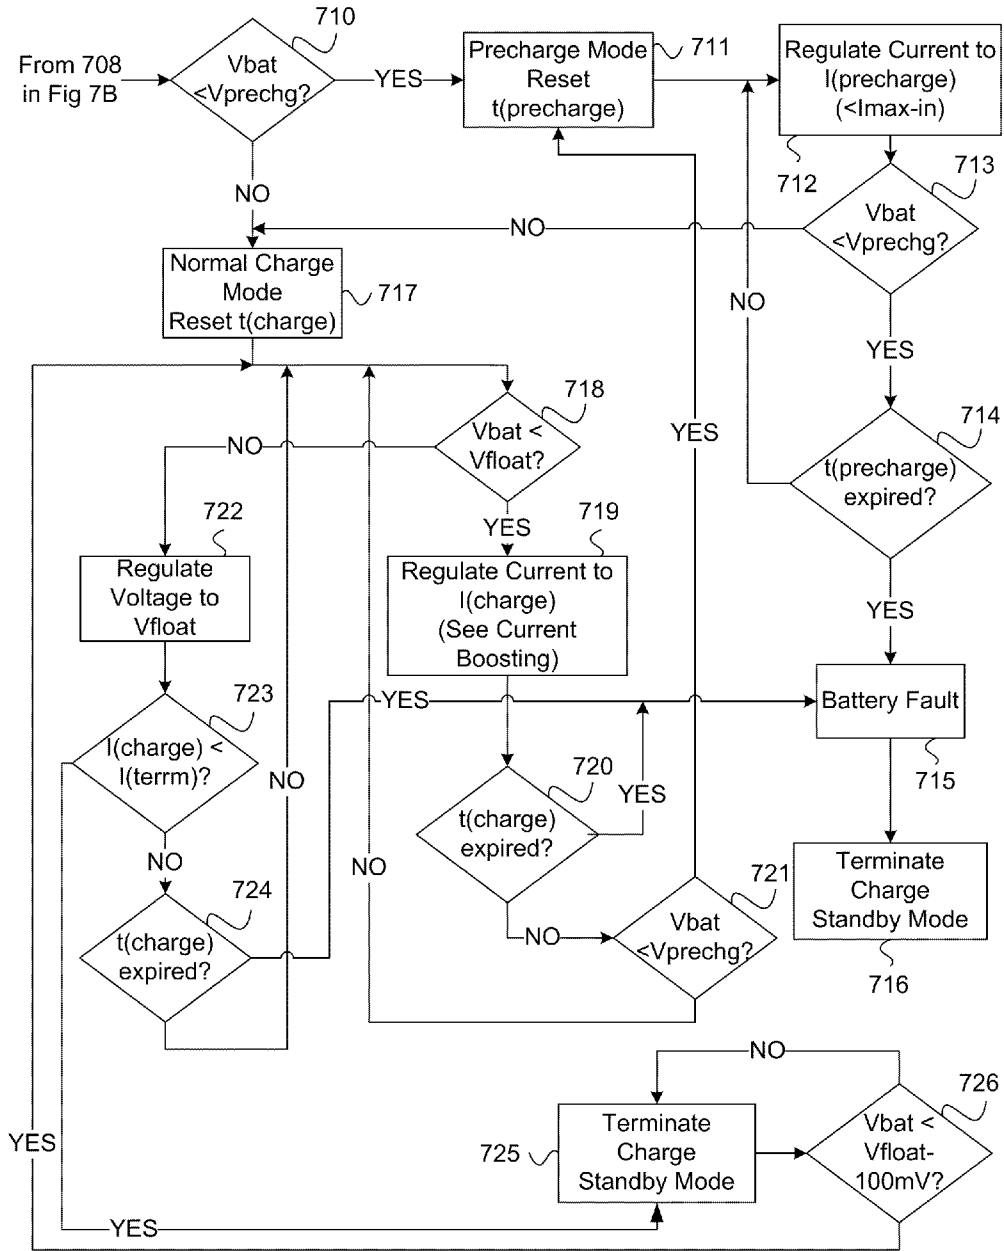 710
From 708
in Fig 7B
Vbat
<Vprechg?
YES
Precharge Mode
Reset
t(precharge)
711
Regulate Current to
I(precharge)
(<Imax-in)
712
713
Vbat
<Vprechg?
NO
NO
Normal Charge
Mode
Reset t(charge)
717
NO
YES
718
Vbat <
Vfloat?
NO
YES
714
t(precharge)
expired?
YES
722
Regulate
Voltage to
Vfloat
719
Regulate Current to
I(charge)
(See Current
Boosting)
YES
723
I(charge) <
I(terrm)?
YES
Battery Fault
715
NO
720
t(charge)
expired?
YES
NO
NO
724
t(charge)
expired?
NO
721
Vbat
<Vprechg?
Terminate
Charge
Standby Mode
716
NO
726
Vbat <
Vfloat-
100mV?
725
Terminate
Charge
Standby Mode
YES
YES